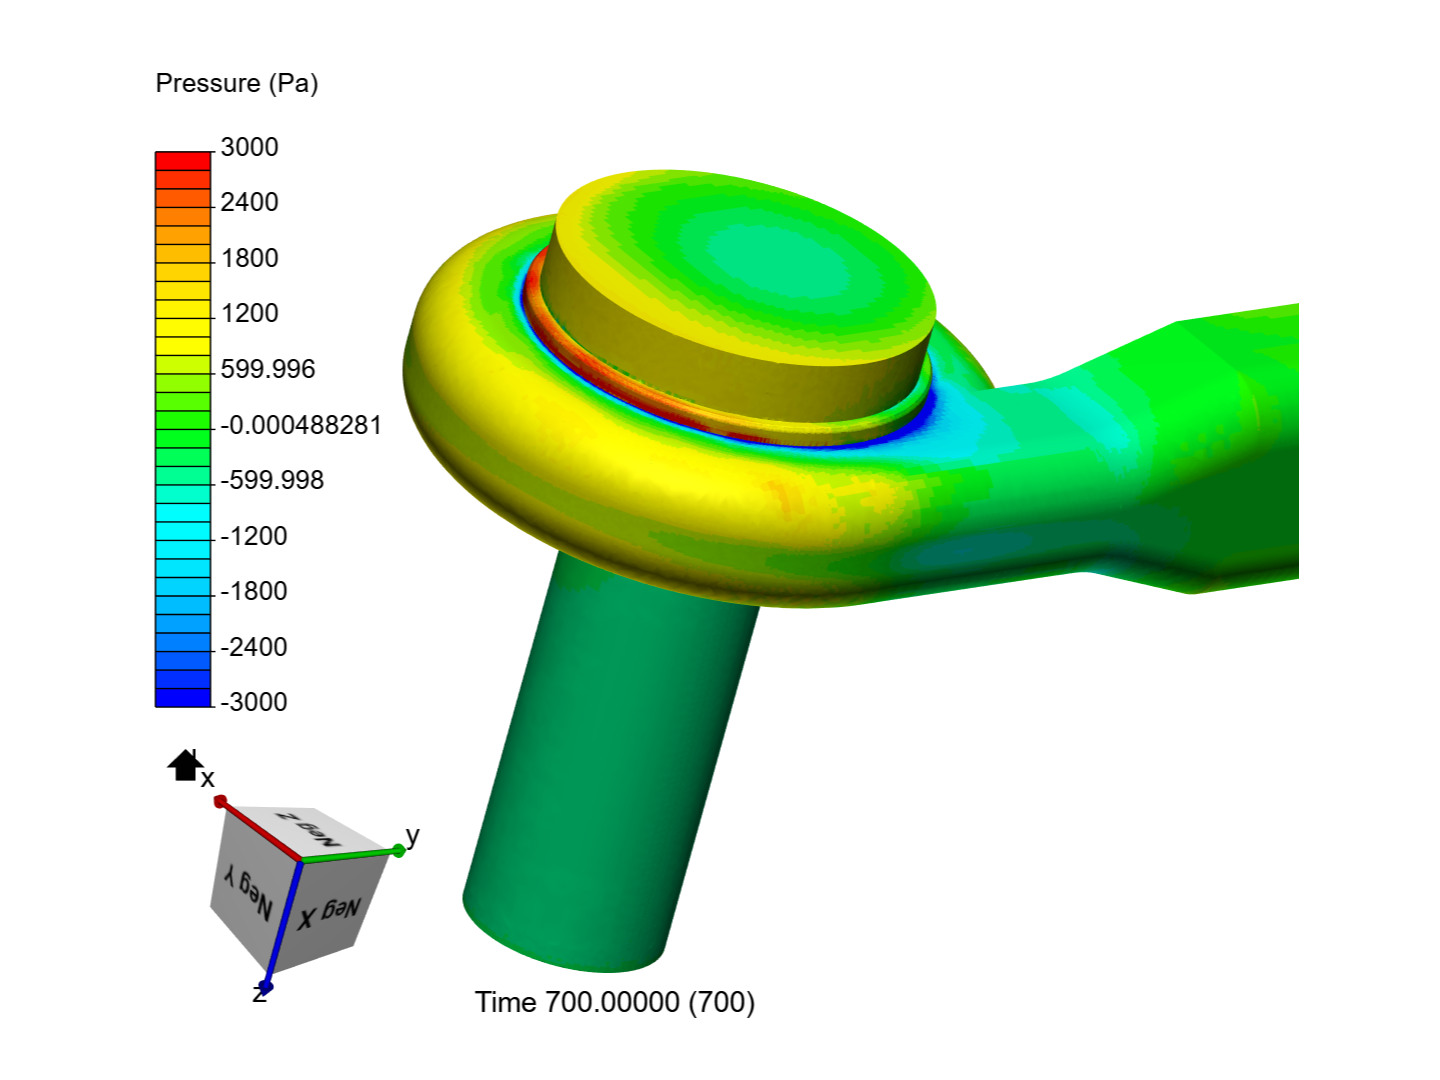 Pressure (Pa)
3000
2400
1800
1200
599.996
-0.000488281
-599.998
-1200
-1800
-2400
-3000
x
y
Neg Z
Neg Y
Neg X
z
Time 700.00000 (700)